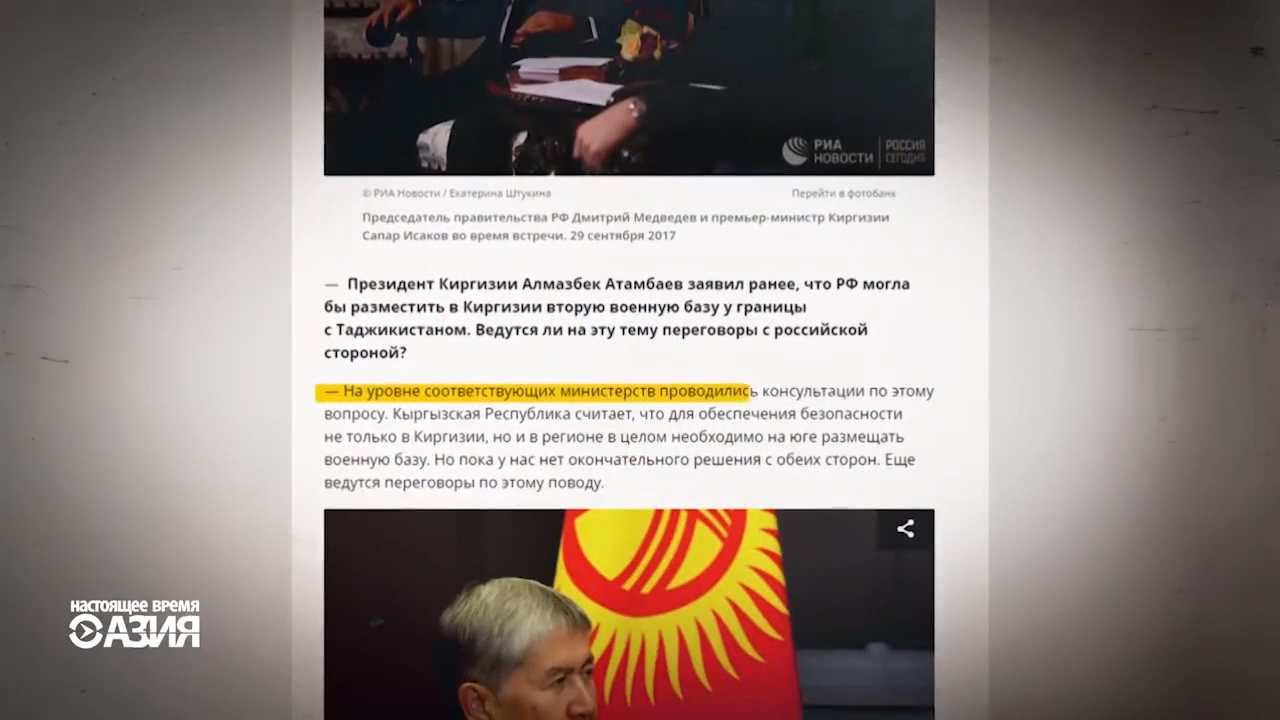 РИА НОВОСТИ
РОССИЯ СЕГОДНЯ
© РИА Новости / Екатерина Штукина
Перейти в фотобанк
Председатель правительства РФ Дмитрий Медведев и премьер-министр Киргизии
Сапар Исаков во время встречи. 29 сентября 2017
— Президент Киргизии Алмазбек Атамбаев заявил ранее, что РФ могла
бы разместить в Киргизии вторую военную базу у границы
с Таджикистаном. Ведутся ли на эту тему переговоры с российской
стороной?
— На уровне соответствующих министерств проводились консультации по этому
вопросу. Кыргызская Республика считает, что для обеспечения безопасности
не только в Киргизии, но и в регионе в целом необходимо на юге размещать
военную базу. Но пока у нас нет окончательного решения с обеих сторон. Еще
ведутся переговоры по этому поводу.
НАСТОЯЩЕЕ ВРЕМЯ
АЗИЯ